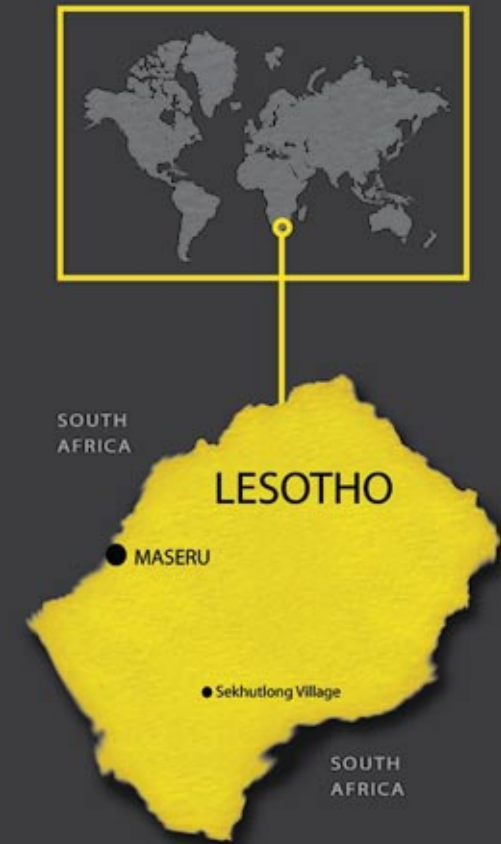 SOUTH
AFRICA
LESOTHO
MASERU
Sekhutlong Village
SOUTH
AFRICA